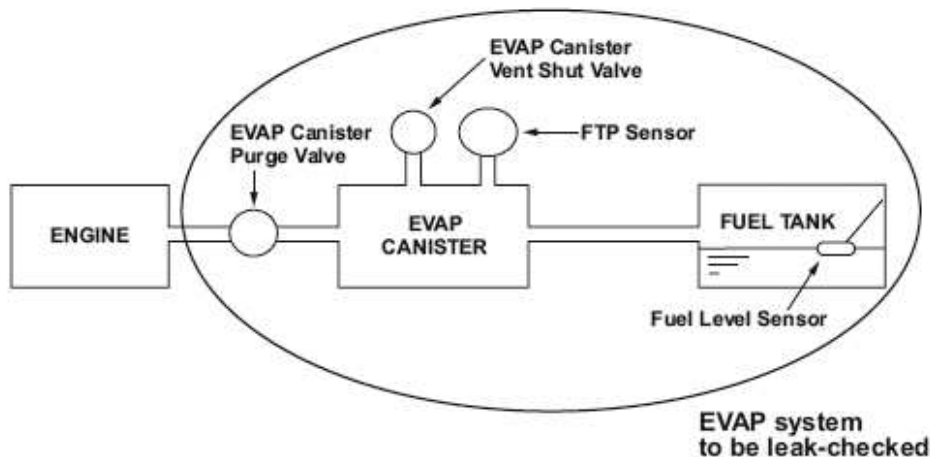 EVAP Canister
Vent Shut Valve
EVAP Canister
Purge Valve
FTP Sensor
ENGINE
EVAP
CANISTER
FUEL TANK
Fuel Level Sensor
EVAP system
to be leak-checked